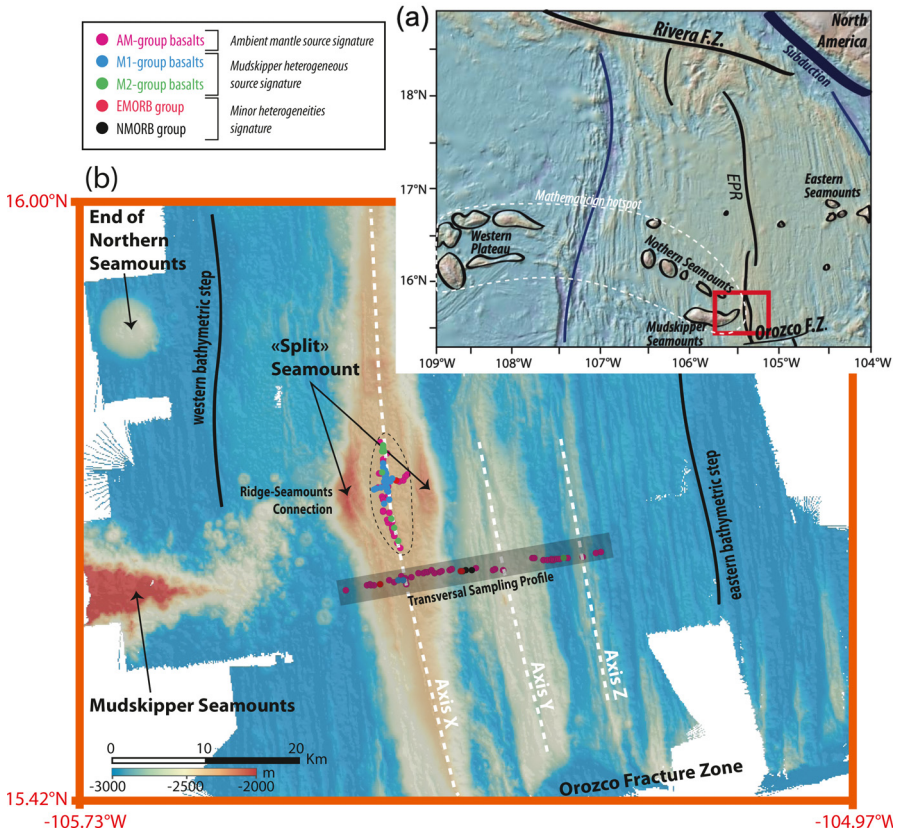 AM-group basalts
Ambient mantle source signature
M1-group basalts
Mudskipper heterogeneous
source signature
M2-group basalts
EMORB group
Minor heterogeneities
signature
NMORB group
(a)
Rivera F.Z.
North
America
Subduction
18°N
17°N
16°N
EPR
Eastern
Seamounts
Mathematician hotspot
Western
Plateau
Nothern Seamounts
Mudskipper
Seamounts
Orozco F.Z.
109°W
108°W
107°W
106°W
105°W
104°W
(b)
16.00°N
End of
Northern
Seamounts
western bathymetric step
«Split»
Seamount
Ridge-Seamounts
Connection
Transversal Sampling Profile
eastern bathymetric step
Axis X
Axis Y
Axis Z
Mudskipper Seamounts
0
10
20
Km
m
-3000
-2500
-2000
Orozco Fracture Zone
15.42°N
-105.73°W
-104.97°W